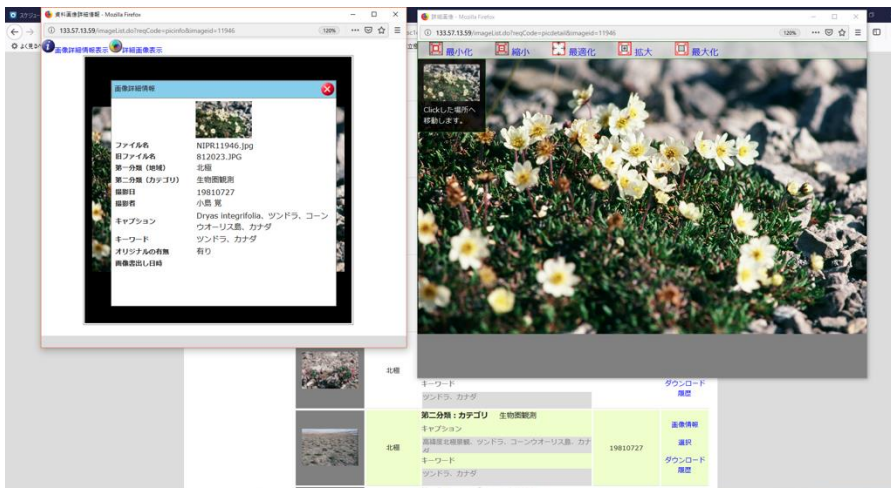 資料画像詳細情報 - Mozilla Firefox
133.57.13.59/imageList.do?reqCode=picinfo&imageid=11946
120%
画像詳細情報表示 詳細画像表示
画像詳細情報
ファイル名 NIPR11946.jpg
旧ファイル名 812023.JPG
第一分類（地域） 北極
第二分類（カテゴリ） 生物圏観測
撮影日 19810727
撮影者 小島 覚
キャプション Dryas integrifolia、ツンドラ、コーン
ウオーリス島、カナダ
キーワード ツンドラ、カナダ
オリジナルの有無 有り
画像書出し日時
詳細画像 - Mozilla Firefox
133.57.13.59/imageList.do?reqCode=picdetail&imageid=11946
120%
最小化 縮小 最適化 拡大 最大化
Clickした場所へ
移動します。
北極
キーワード
ツンドラ、カナダ
ダウンロード
履歴
第二分類：カテゴリ 生物圏観測
キャプション
ツンドラ、コーンウオーリス島、カナ
ダ
キーワード
ツンドラ、カナダ
北極
19810727
画像情報
選択
ダウンロード
履歴